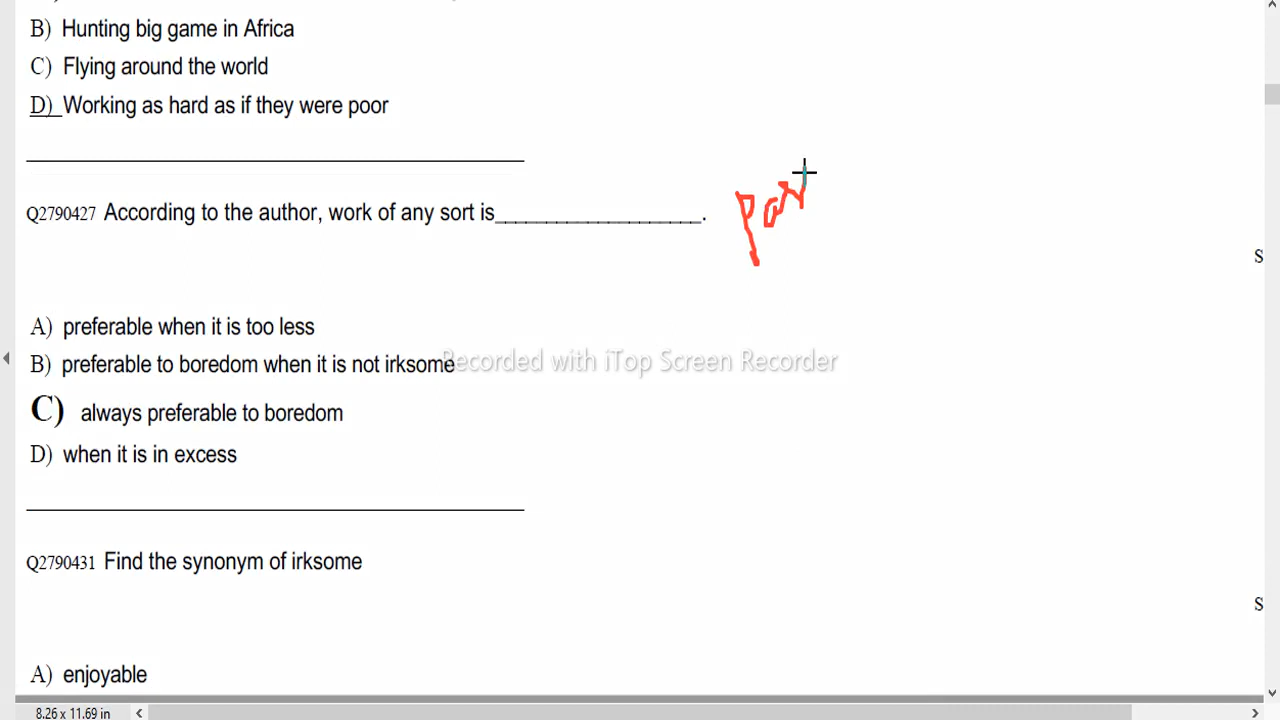 B) Hunting big game in Africa
C) Flying around the world
D) Working as hard as if they were poor
Q2790427 According to the author, work of any sort is___________________. par
S
A) preferable when it is too less
B) preferable to boredom when it is not irksome
Recorded with iTop Screen Recorder
C) always preferable to boredom
D) when it is in excess
Q2790431 Find the synonym of irksome
S
A) enjoyable
8.26 x 11.69 in